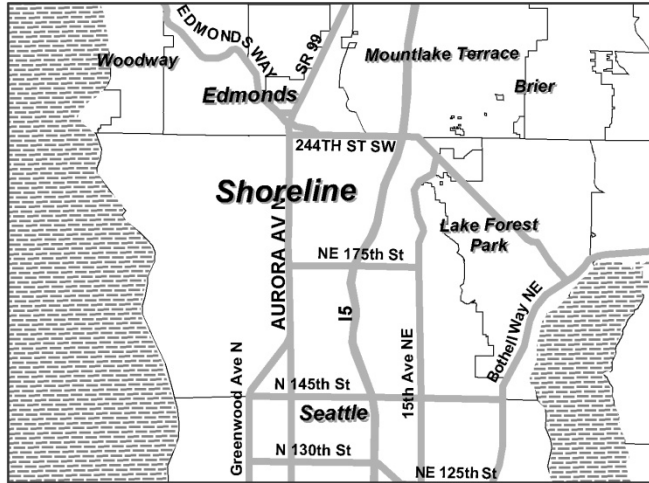 EDMONDS WAY
SR 99
Woodway
Mountlake Terrace
Brier
Edmonds
244TH ST SW
Shoreline
AURORA AV N
Lake Forest
Park
NE 175th St
I5
15th Ave NE
Bothell Way NE
Greenwood Ave N
N 145th St
Seattle
N 130th St
NE 125th St